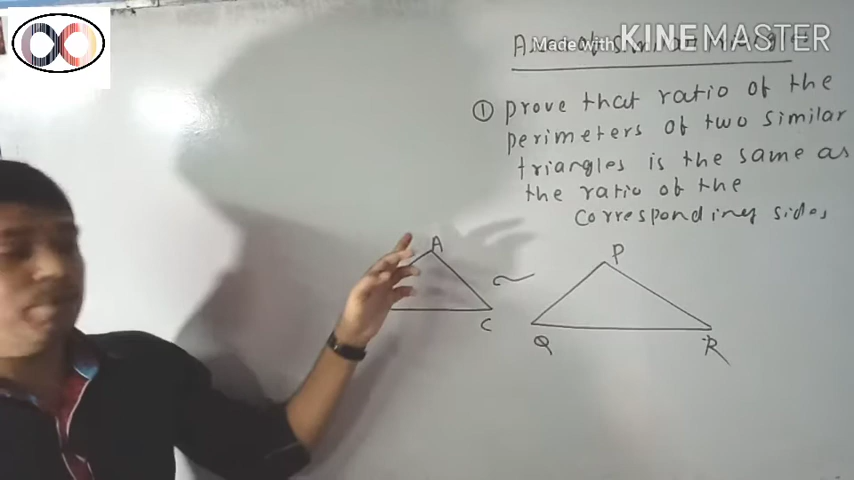 Made with KINEMASTER
① prove that ratio of the
perimeters of two similar
triangles is the same as
the ratio of the
corresponding sides
A
~
P
C
Q
R